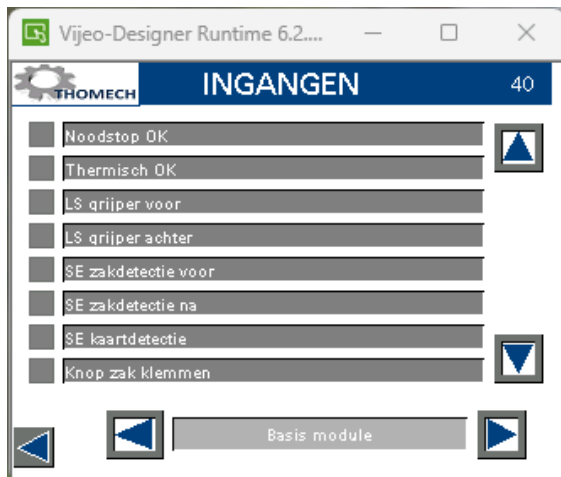 Vijeo-Designer Runtime 6.2....
THOMECH
INGANGEN
40
Noodstop OK
Thermisch OK
LS grijper voor
LS grijper achter
SE zakdetectie voor
SE zakdetectie na
SE kaartdetectie
Knop zak klemmen
Basis module